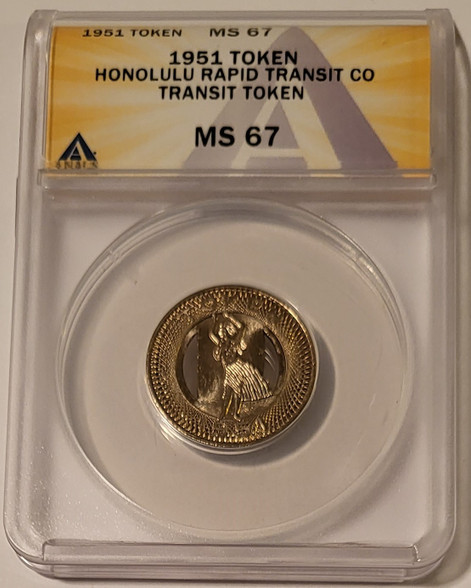 1951 TOKEN MS 67
1951 TOKEN
HONOLULU RAPID TRANSIT CO
TRANSIT TOKEN
MS 67
ANACS